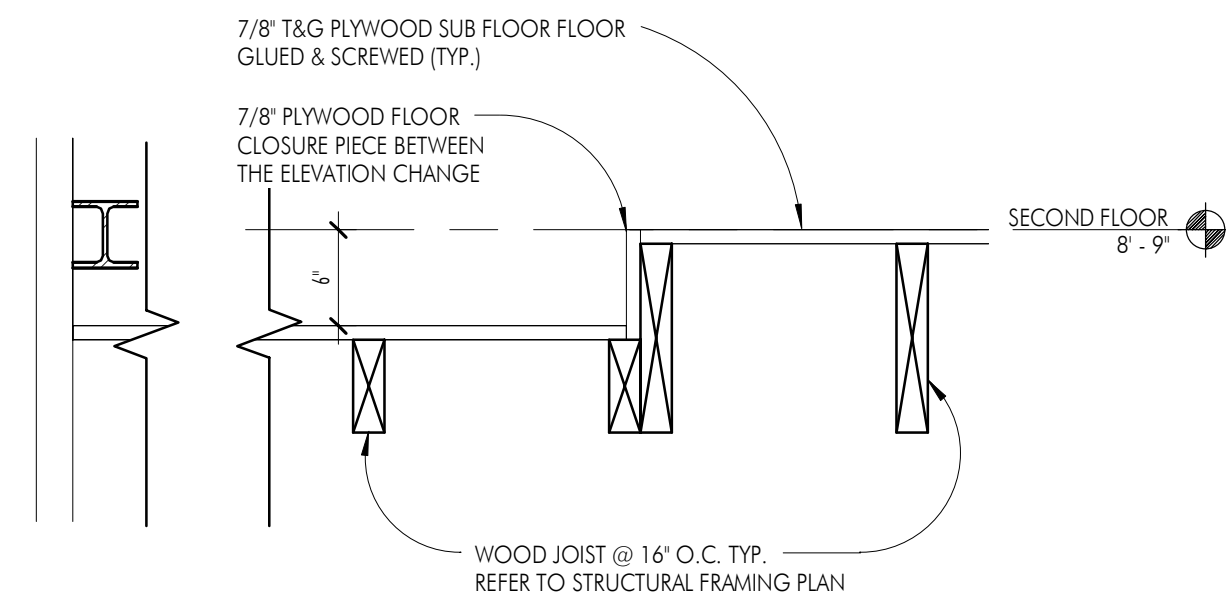 7/8" T&G PLYWOOD SUB FLOOR FLOOR
GLUED & SCREWED (TYP.)
7/8" PLYWOOD FLOOR
CLOSURE PIECE BETWEEN
THE ELEVATION CHANGE
SECOND FLOOR
8' - 9"
6"
WOOD JOIST @ 16" O.C. TYP.
REFER TO STRUCTURAL FRAMING PLAN